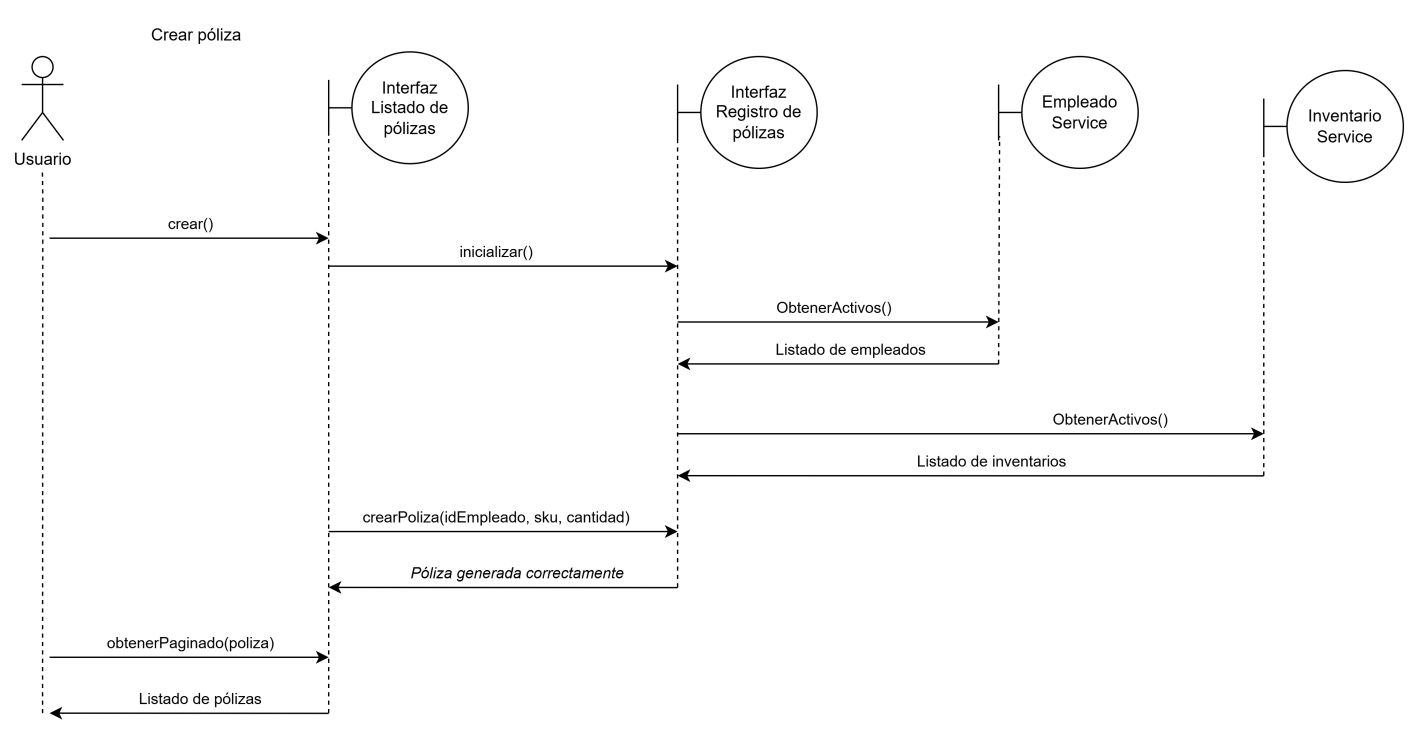 Crear póliza
Usuario
Interfaz
Listado de
pólizas
Interfaz
Registro de
pólizas
Empleado
Service
Inventario
Service
crear()
inicializar()
ObtenerActivos()
Listado de empleados
ObtenerActivos()
Listado de inventarios
crearPoliza(idEmpleado, sku, cantidad)
Póliza generada correctamente
obtenerPaginado(poliza)
Listado de pólizas